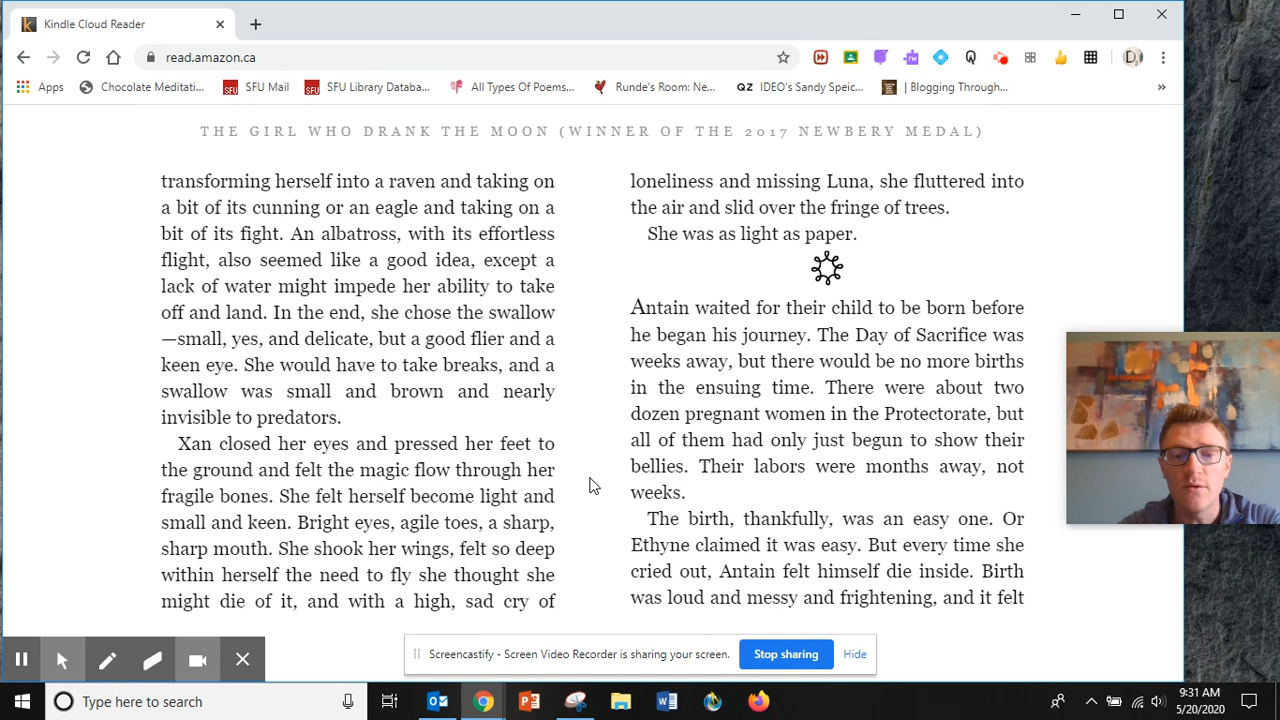 Kindle Cloud Reader
read.amazon.ca
Apps
Chocolate Meditati...
SFU Mail
SFU Library Databa...
All Types Of Poems...
Runde's Room: Ne...
QZ IDEO's Sandy Speic...
| Blogging Through...
»
THE GIRL WHO DRANK THE MOON (WINNER OF THE 2017 NEWBERY MEDAL)
transforming herself into a raven and taking on
a bit of its cunning or an eagle and taking on a
bit of its fight. An albatross, with its effortless
flight, also seemed like a good idea, except a
lack of water might impede her ability to take
off and land. In the end, she chose the swallow
—small, yes, and delicate, but a good flier and a
keen eye. She would have to take breaks, and a
swallow was small and brown and nearly
invisible to predators.
Xan closed her eyes and pressed her feet to
the ground and felt the magic flow through her
fragile bones. She felt herself become light and
small and keen. Bright eyes, agile toes, a sharp,
sharp mouth. She shook her wings, felt so deep
within herself the need to fly she thought she
might die of it, and with a high, sad cry of
loneliness and missing Luna, she fluttered into
the air and slid over the fringe of trees.
She was as light as paper.
Antain waited for their child to be born before
he began his journey. The Day of Sacrifice was
weeks away, but there would be no more births
in the ensuing time. There were about two
dozen pregnant women in the Protectorate, but
all of them had only just begun to show their
bellies. Their labors were months away, not
weeks.
The birth, thankfully, was an easy one. Or
Ethyne claimed it was easy. But every time she
cried out, Antain felt himself die inside. Birth
was loud and messy and frightening, and it felt
Screencastify - Screen Video Recorder is sharing your screen.
Stop sharing
Hide
Type here to search
9:31 AM
5/20/2020